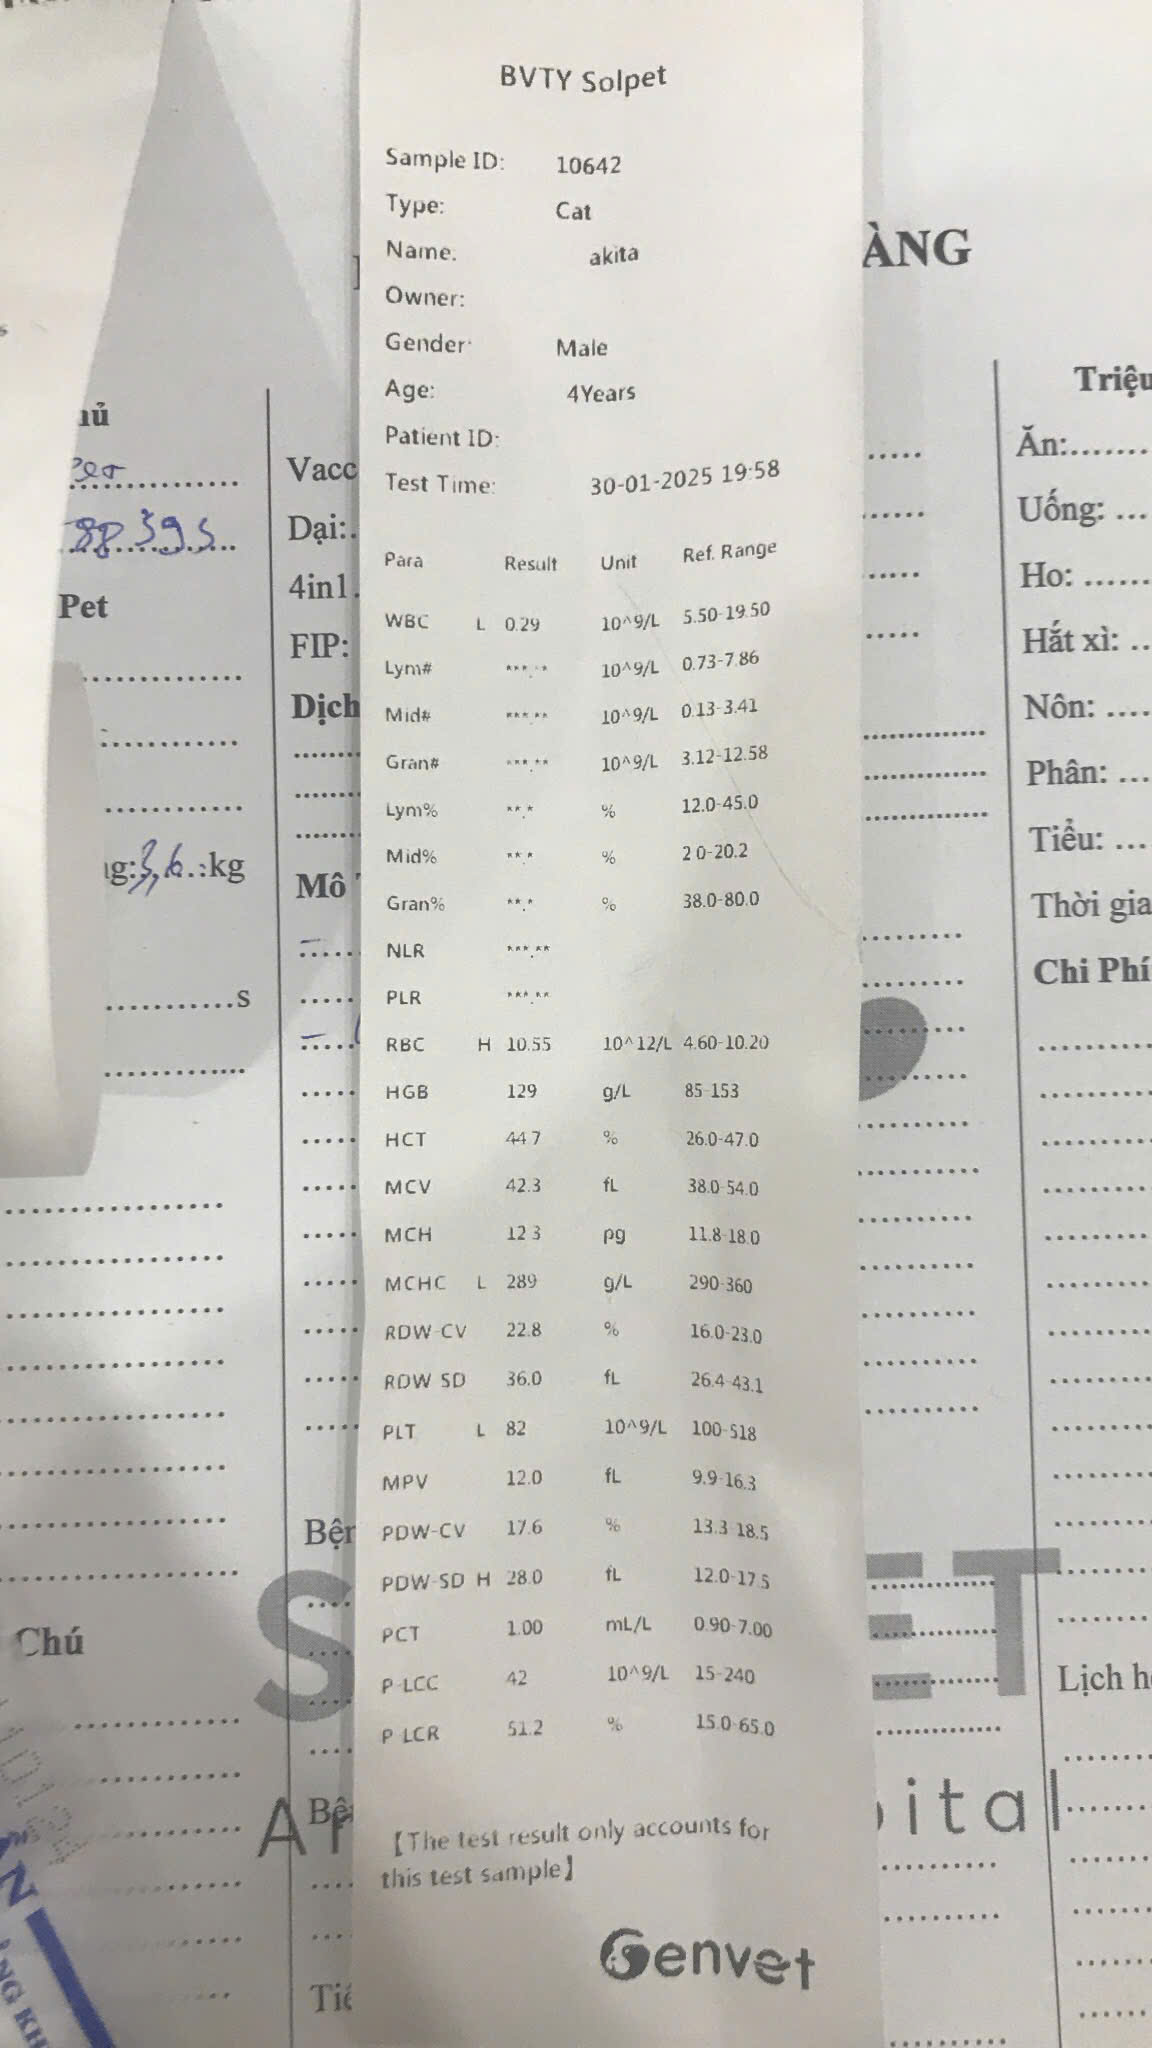 BVTY Solpet
Sample ID: 10642
Type: Cat
Name: akita
Owner:
Gender: Male
Age: 4Years
Patient ID:
Test Time: 30-01-2025 19:58
Para Result Unit Ref. Range
WBC L 0.29 10^9/L 5.50-19.50
Lym# ***.** 10^9/L 0.73-7.86
Mid# ***.** 10^9/L 0.13-3.41
Gran# ***.** 10^9/L 3.12-12.58
Lym% **.* % 12.0-45.0
Mid% **.* % 2.0-20.2
Gran% **.* % 38.0-80.0
NLR ***.**
PLR ***.**
RBC H 10.55 10^12/L 4.60-10.20
HGB 129 g/L 85-153
HCT 44.7 % 26.0-47.0
MCV 42.3 fL 38.0-54.0
MCH 12.3 pg 11.8-18.0
MCHC L 289 g/L 290-360
RDW-CV 22.8 % 16.0-23.0
RDW-SD 36.0 fL 26.4-43.1
PLT L 82 10^9/L 100-518
MPV 12.0 fL 9.9-16.3
PDW-CV 17.6 % 13.3-18.5
PDW-SD H 28.0 fL 12.0-17.5
PCT 1.00 mL/L 0.90-7.00
P-LCC 42 10^9/L 15-240
P-LCR 51.2 % 15.0-65.0
【The test result only accounts for
this test sample】
Genvet
Pet
3,6 kg
s
Chú
Vacc
Dại:
4in1
FIP:
Dịch
Mô
ÀNG
Triệu
Ăn:
Uống:
Ho:
Hắt xì:
Nôn:
Phân:
Tiểu:
Thời gia
Chi Phí
Lịch h
S ET
pital